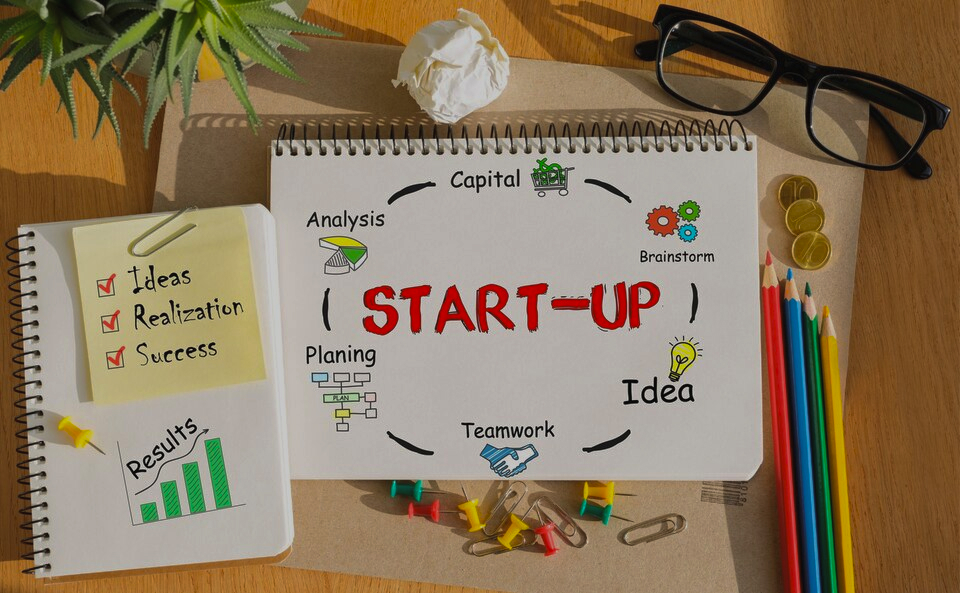 Capital
Analysis
Brainstorm
START-UP
Planing
PLAN
Idea
Teamwork
Ideas
Realization
Success
Results